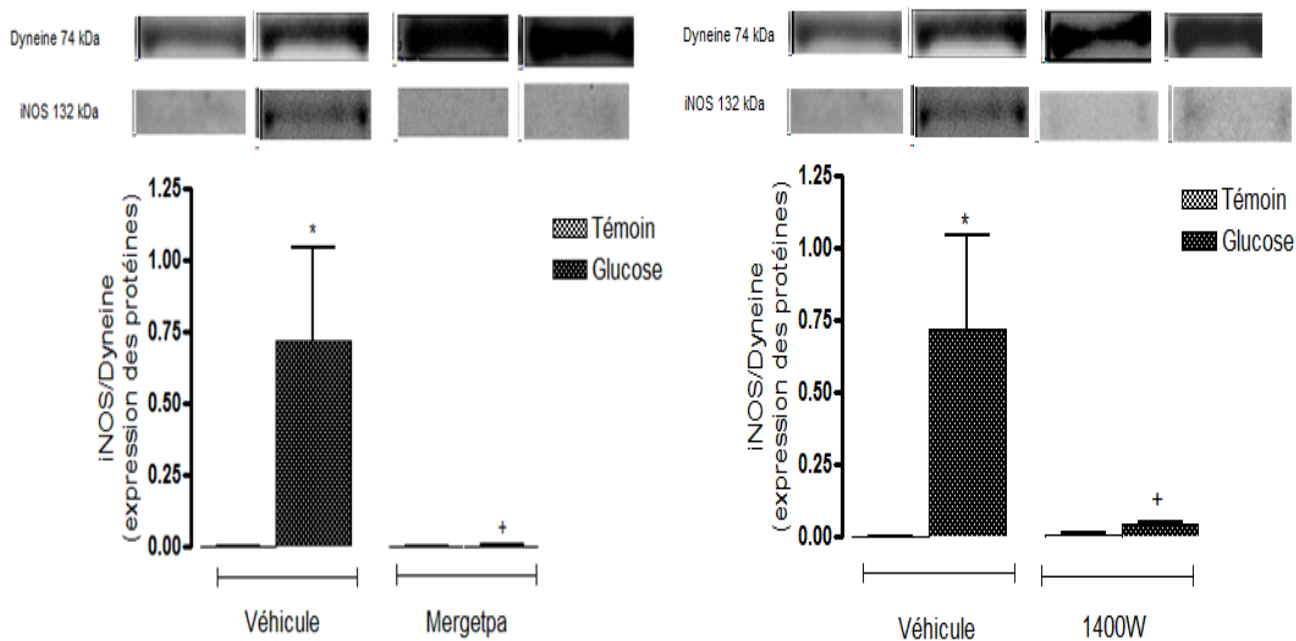 Dyneine 74 kDa
iNOS 132 kDa
iNOS/Dyneine
(expression des protéines)
1.25
1.00
0.75
0.50
0.25
0.00
*
+
Témoin
Glucose
Véhicule
Mergetpa
Dyneine 74 kDa
iNOS 132 kDa
iNOS/Dyneine
(expression des protéines)
1.25
1.00
0.75
0.50
0.25
0.00
*
+
Témoin
Glucose
Véhicule
1400W